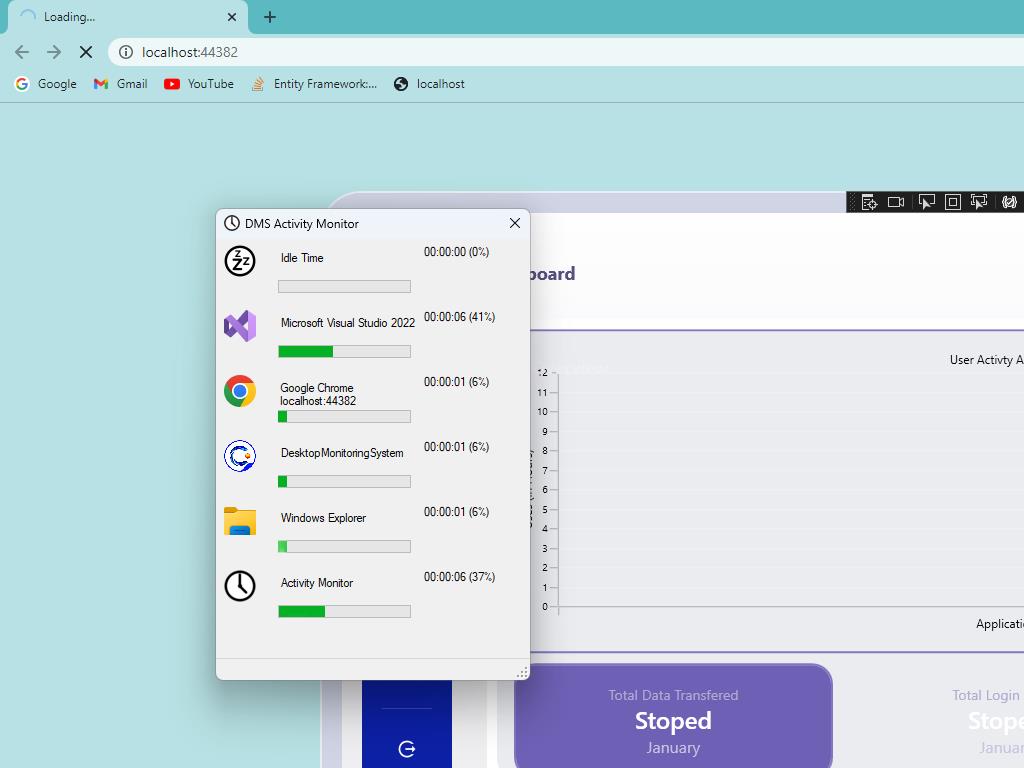 Loading...
localhost:44382
Google
Gmail
YouTube
Entity Framework:...
localhost
DMS Activity Monitor
Idle Time
00:00:00 (0%)
Microsoft Visual Studio 2022
00:00:06 (41%)
Google Chrome
localhost:44382
00:00:01 (6%)
DesktopMonitoringSystem
00:00:01 (6%)
Windows Explorer
00:00:01 (6%)
Activity Monitor
00:00:06 (37%)
board
User Activty A
12
11
10
9
8
7
6
5
4
3
2
1
0
Applicati
Total Data Transfered
Stoped
January
Total Login
Stope
Januar